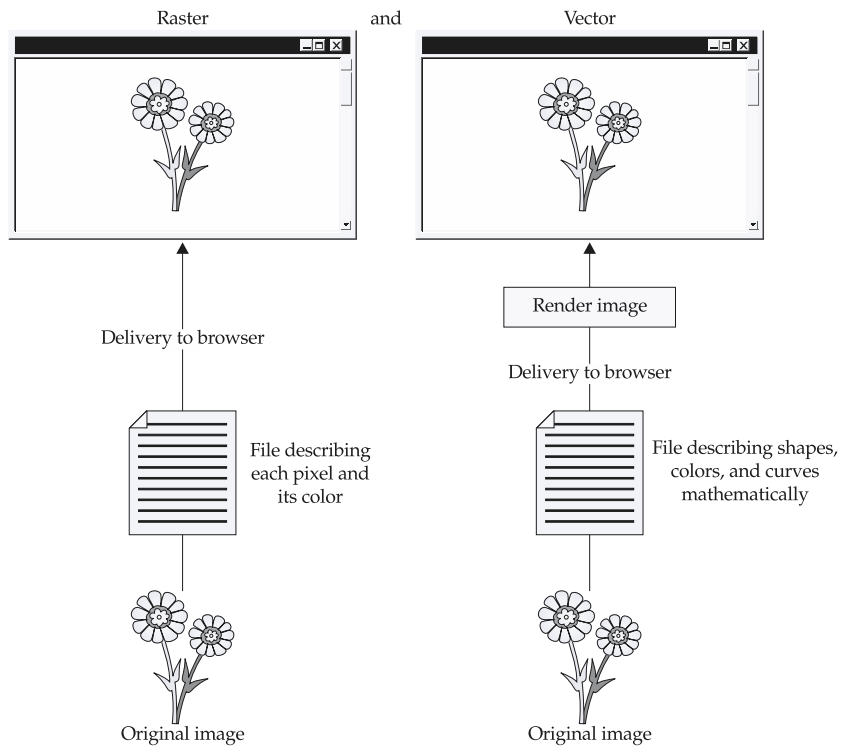 Raster and Vector
Render image
Delivery to browser
Delivery to browser
File describing
each pixel and
its color
File describing shapes,
colors, and curves
mathematically
Original image
Original image